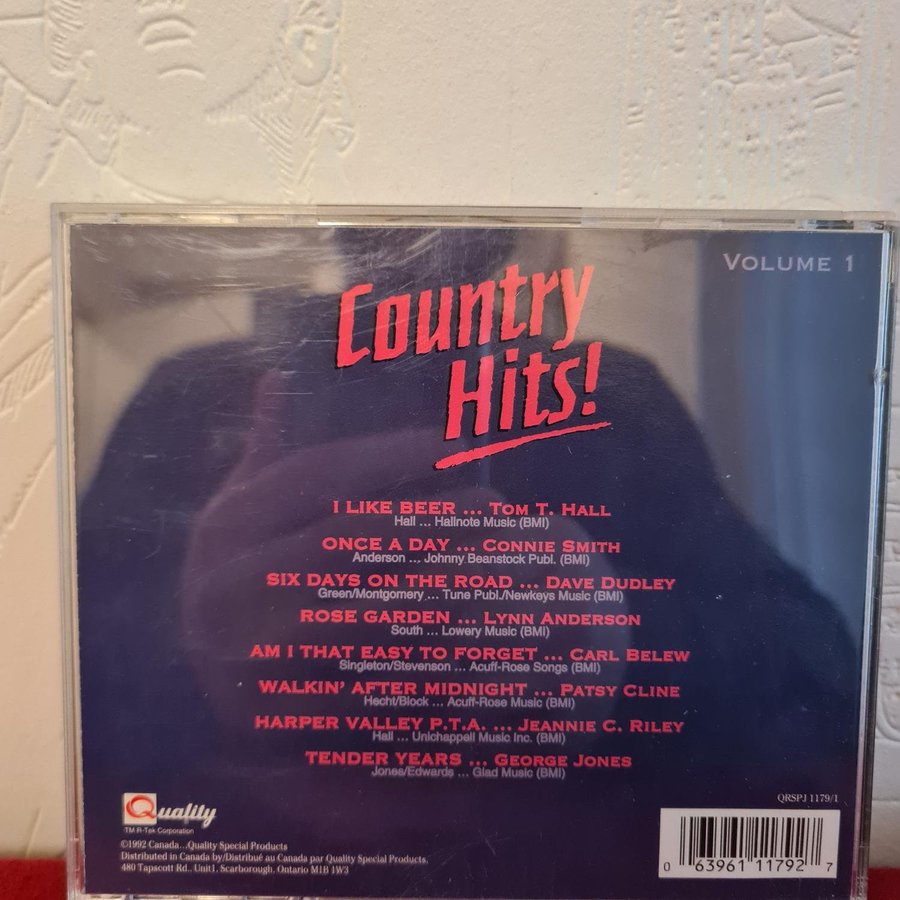 VOLUME 1
Country
Hits!
I LIKE BEER ... TOM T. HALL
Hall ... Hallnote Music (BMI)
ONCE A DAY ... CONNIE SMITH
Anderson ... Johnny Beanstock Publ. (BMI)
SIX DAYS ON THE ROAD ... DAVE DUDLEY
Green/Montgomery ... Tune Publ./Newkeys Music (BMI)
ROSE GARDEN ... LYNN ANDERSON
South ... Lowery Music (BMI)
AM I THAT EASY TO FORGET ... CARL BELEW
Singleton/Stevenson ... Acuff-Rose Songs (BMI)
WALKIN' AFTER MIDNIGHT ... PATSY CLINE
Hecht/Block ... Acuff-Rose Music (BMI)
HARPER VALLEY P.T.A. ... JEANNIE C. RILEY
Hall ... Unichappell Music Inc. (BMI)
TENDER YEARS ... GEORGE JONES
Jones/Edwards ... Glad Music (BMI)
Quality
TM R-Tek Corporation
©1992 Canada...Quality Special Products
Distributed in Canada by/Distribué au Canada par Quality Special Products,
480 Tapscott Rd., Unit1, Scarborough, Ontario M1B 1W3
QRSPJ 1179/1
0 63961 11792 7